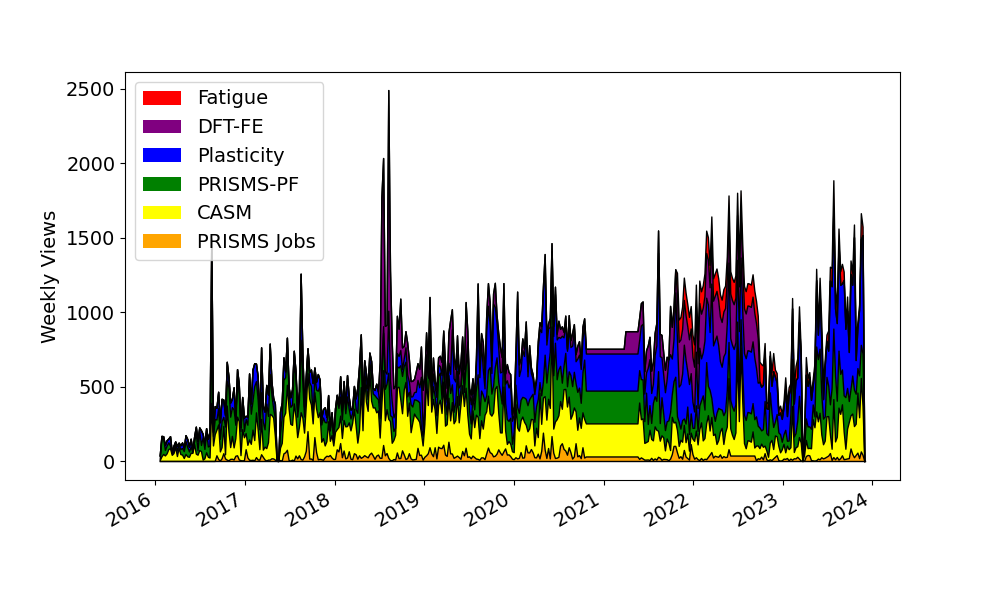 2500
2000
1500
1000
500
0
Weekly Views
Fatigue
DFT-FE
Plasticity
PRISMS-PF
CASM
PRISMS Jobs
2016
2017
2018
2019
2020
2021
2022
2023
2024